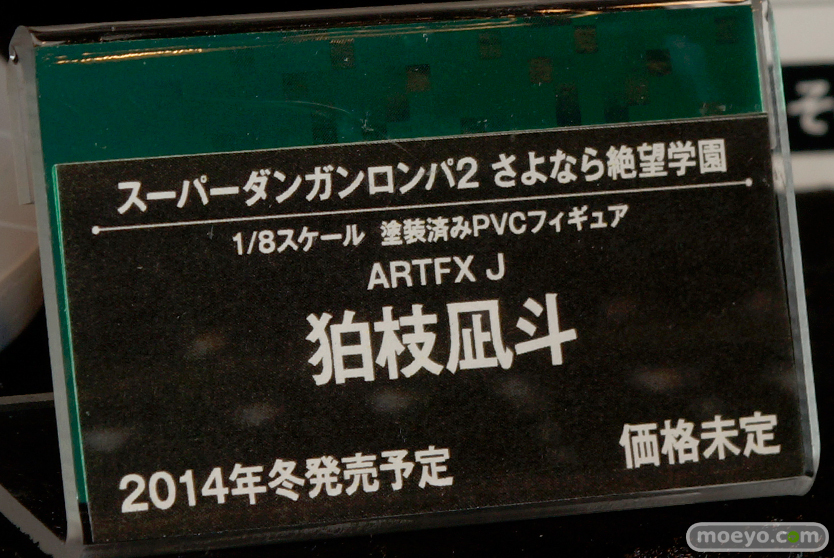 スーパーダンガンロンパ2 さよなら絶望学園
1/8スケール 塗装済みPVCフィギュア
ARTFX J
狛枝凪斗
価格未定
2014年冬発売予定
そ
moeyo.com